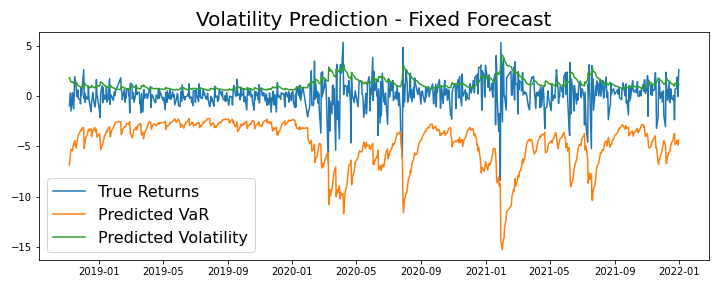 Volatility Prediction - Fixed Forecast
5
0
−5
−10
−15
True Returns
Predicted VaR
Predicted Volatility
2019-01 2019-05 2019-09 2020-01 2020-05 2020-09 2021-01 2021-05 2021-09 2022-01